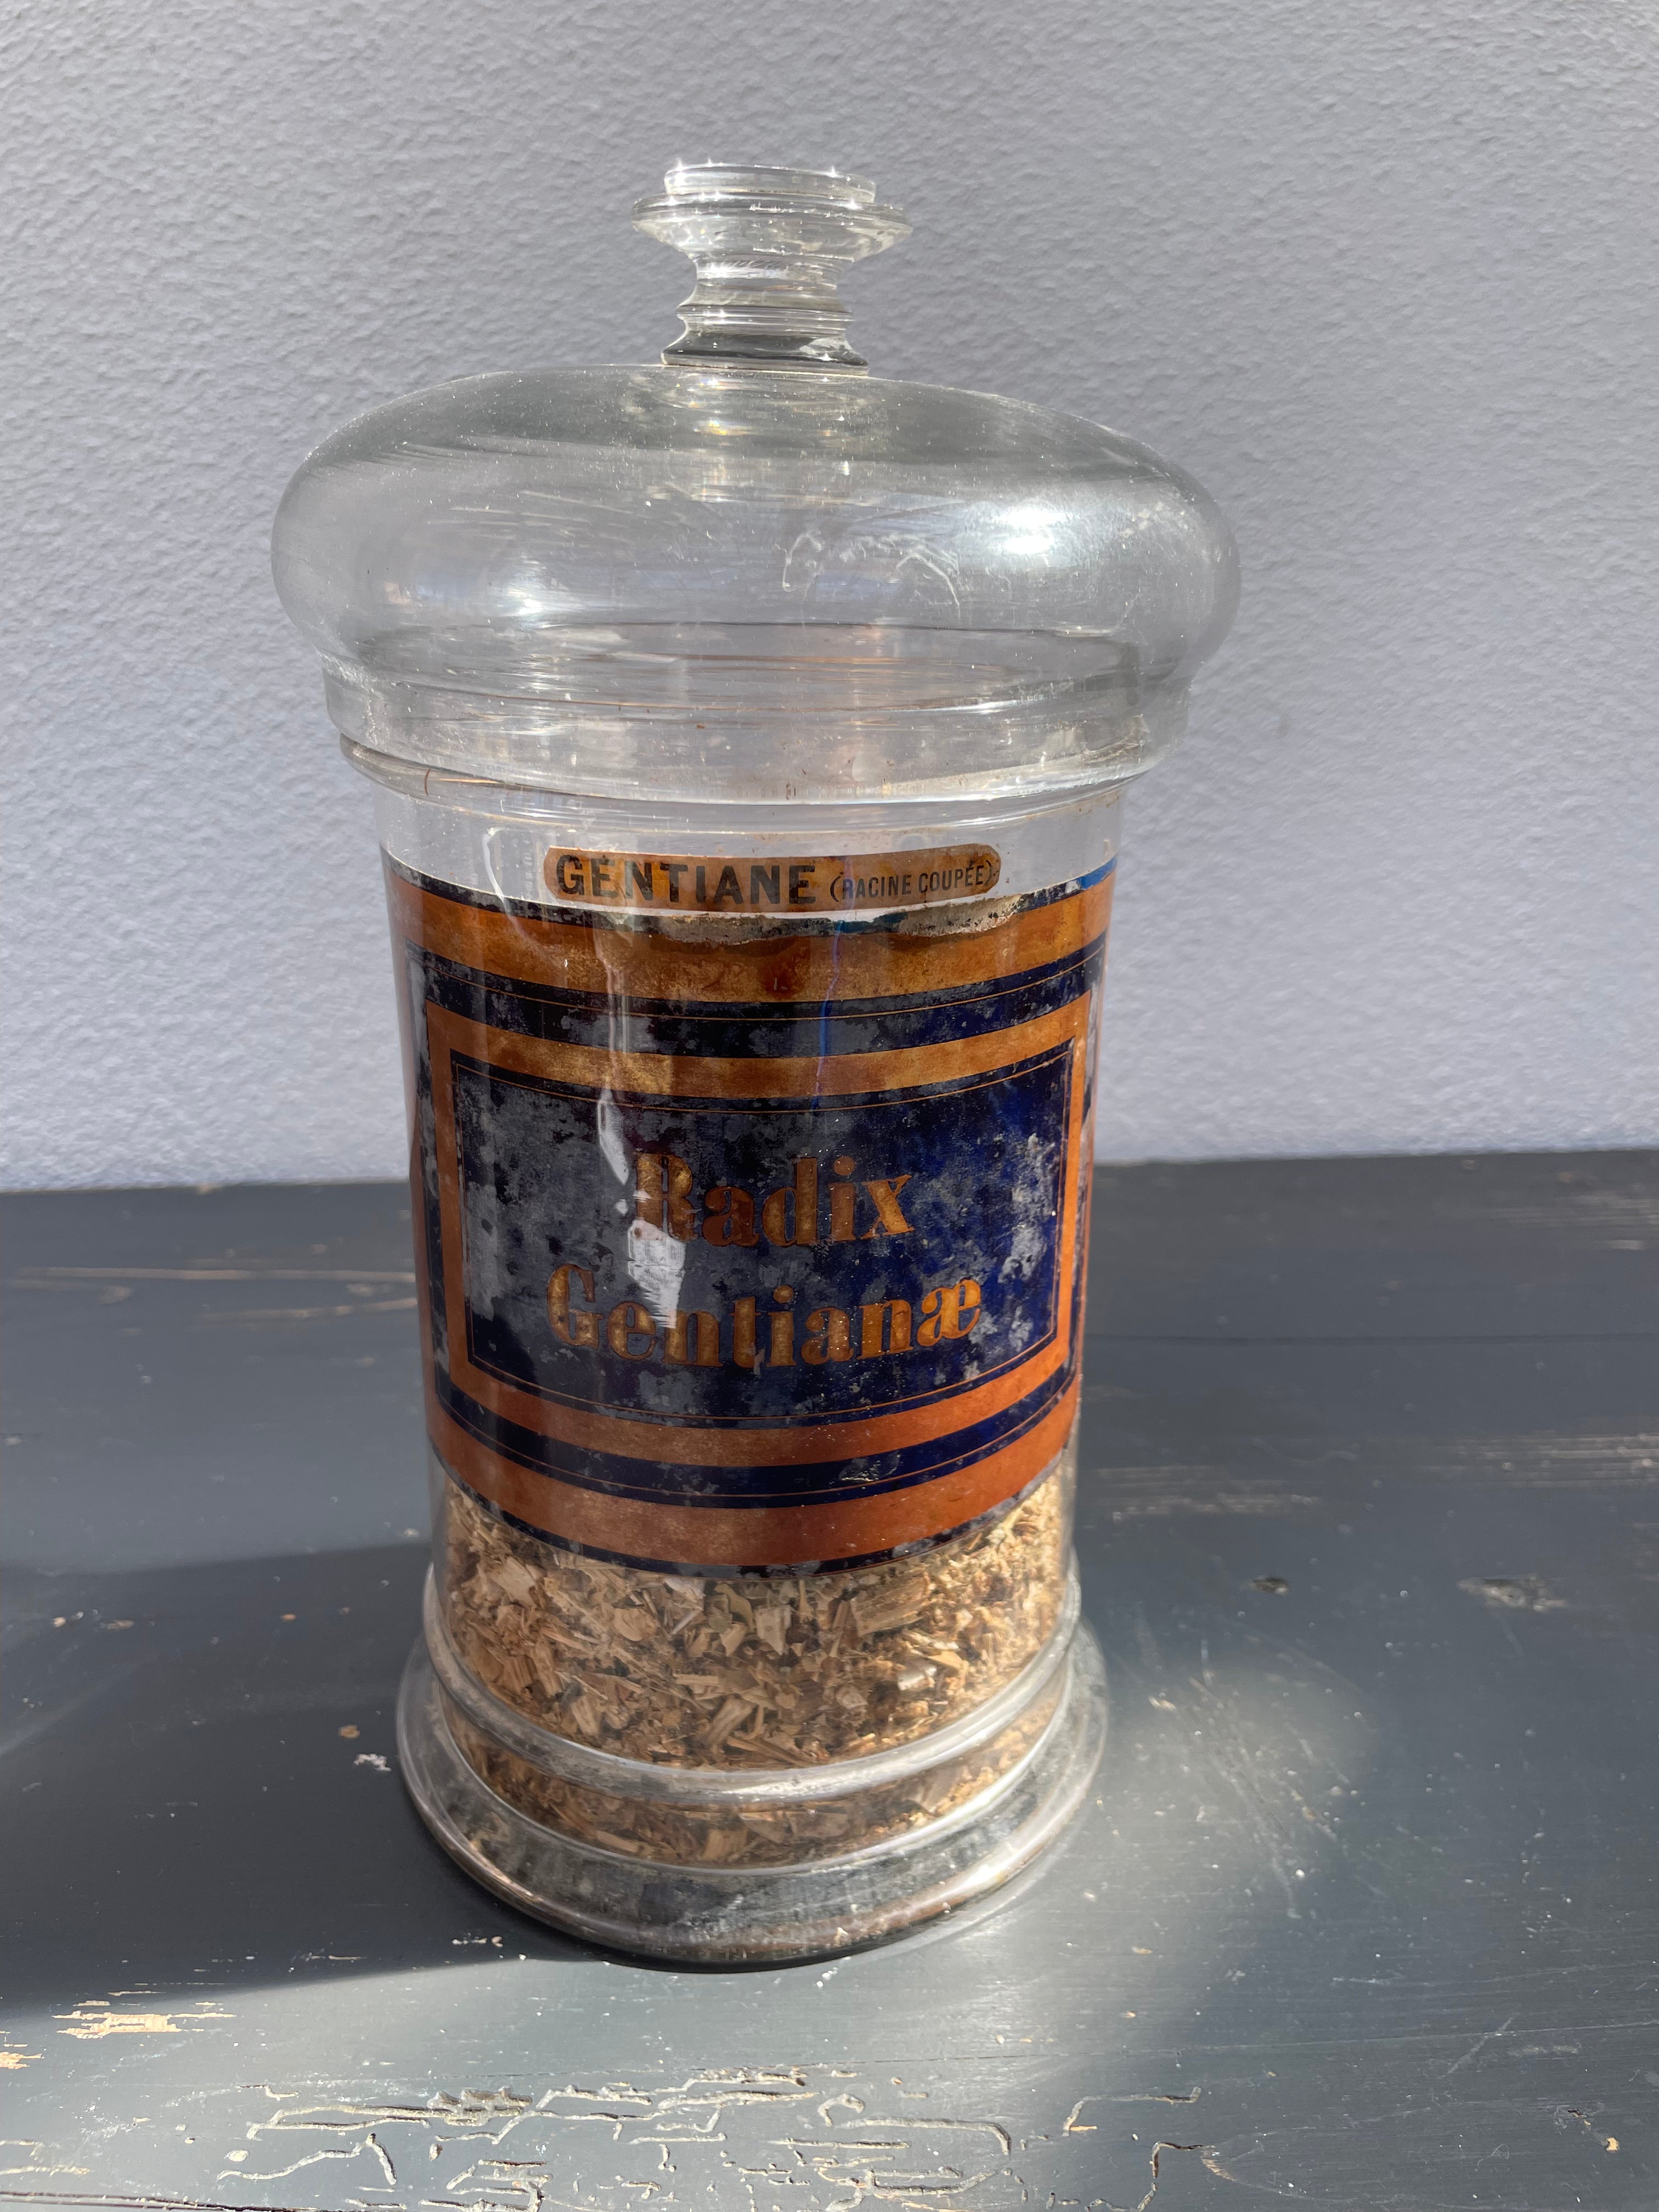 GENTIANE (RACINE COUPÉE)
Radix
Gentianæ